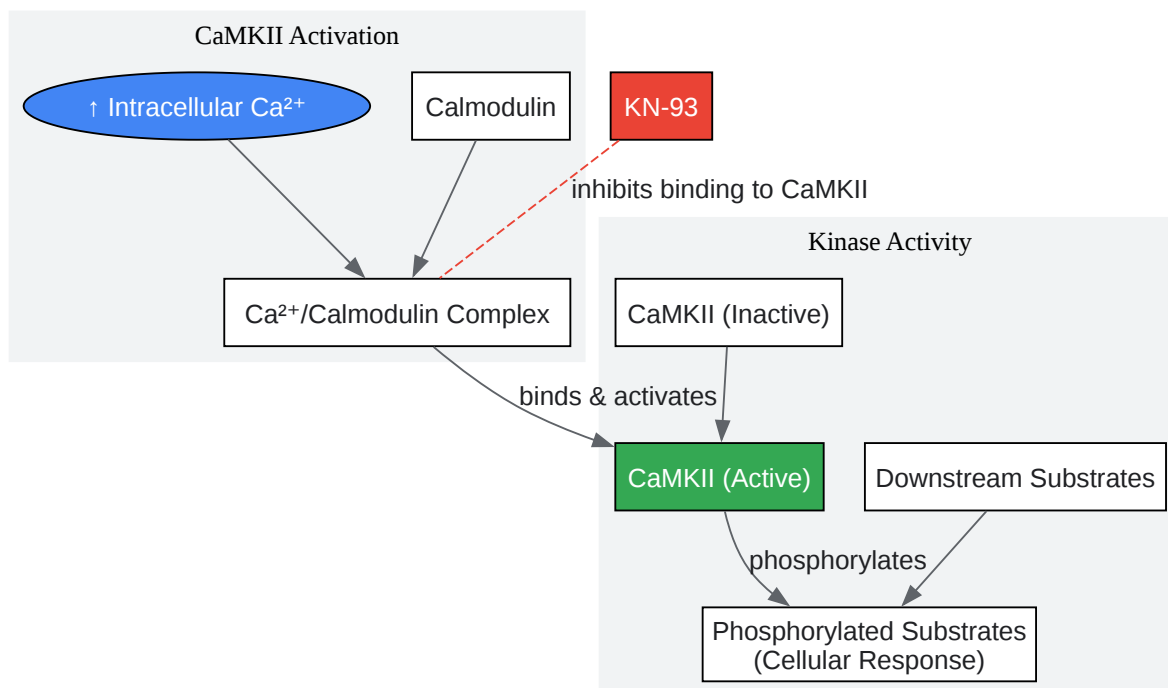 CaMKII Activation
↑ Intracellular Ca²⁺
Calmodulin
KN-93
inhibits binding to CaMKII
Kinase Activity
Ca²⁺/Calmodulin Complex
CaMKII (Inactive)
binds & activates
CaMKII (Active)
Downstream Substrates
phosphorylates
Phosphorylated Substrates
(Cellular Response)